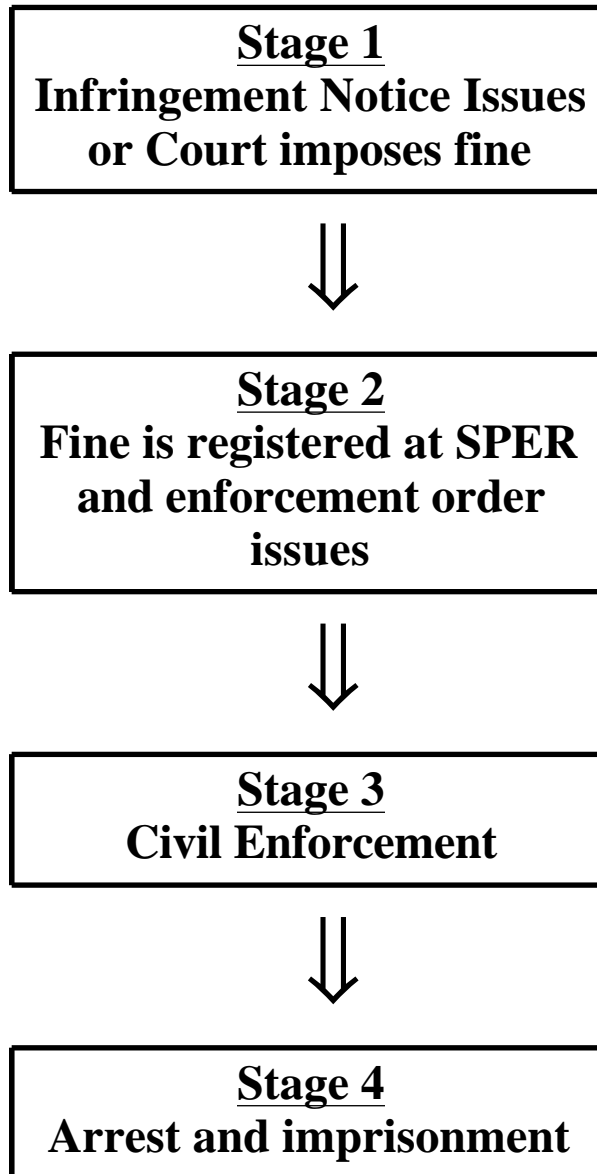 Stage 1
Infringement Notice Issues
or Court imposes fine
Stage 2
Fine is registered at SPER
and enforcement order
issues
Stage 3
Civil Enforcement
Stage 4
Arrest and imprisonment